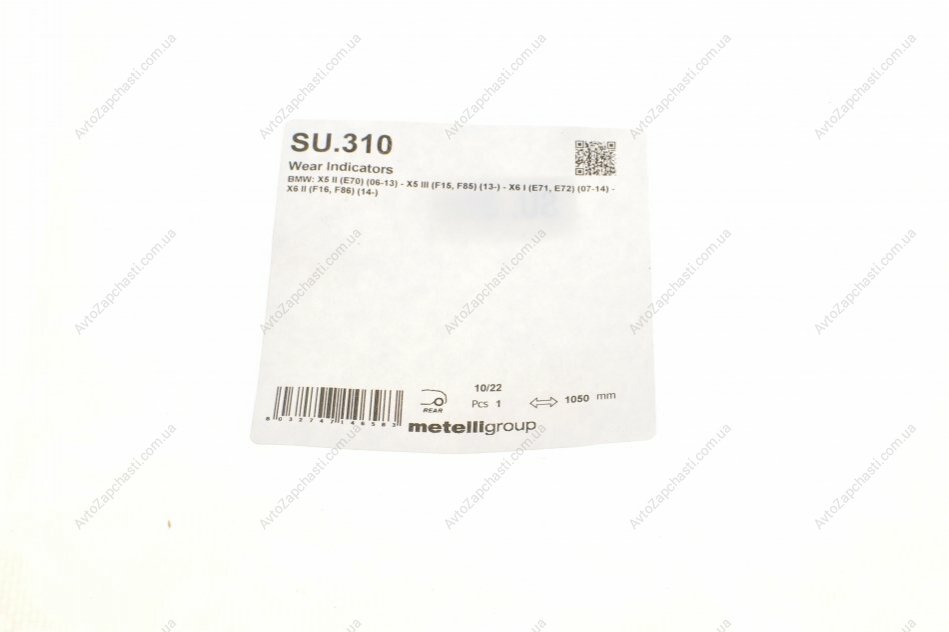 SU.310
Wear Indicators
BMW: X5 II (E70) (06-13) - X5 III (F15, F85) (13-) - X6 I (E71, E72) (07-14) -
X6 II (F16, F86) (14-)
10/22
REAR
Pcs 1
1050 mm
8032747146583
metelligroup
AvtoZapchasti.com.ua